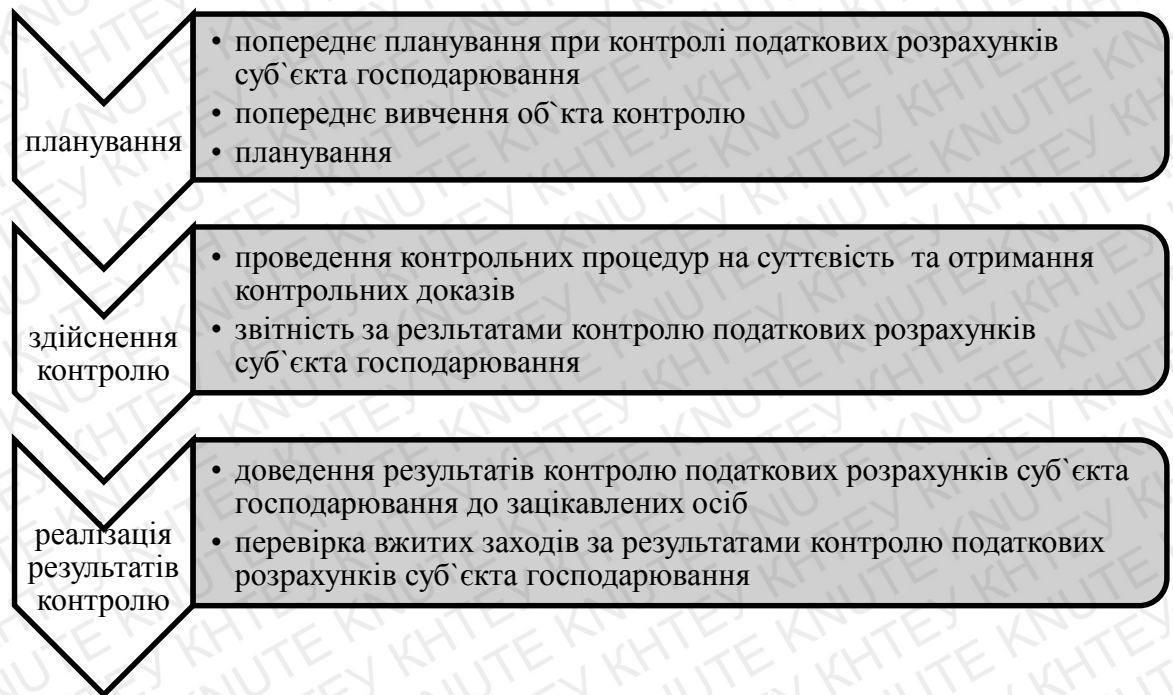 планування
• попереднє планування при контролі податкових розрахунків
суб`єкта господарювання
• попереднє вивчення об`кта контролю
• планування
здійснення
контролю
• проведення контрольних процедур на суттєвість та отримання
контрольних доказів
• звітність за резльтатами контролю податкових розрахунків
суб`єкта господарювання
реалізація
результатів
контролю
• доведення результатів контролю податкових розрахунків суб`єкта
господарювання до зацікавлених осіб
• перевірка вжитих заходів за результатами контролю податкових
розрахунків суб`єкта господарювання